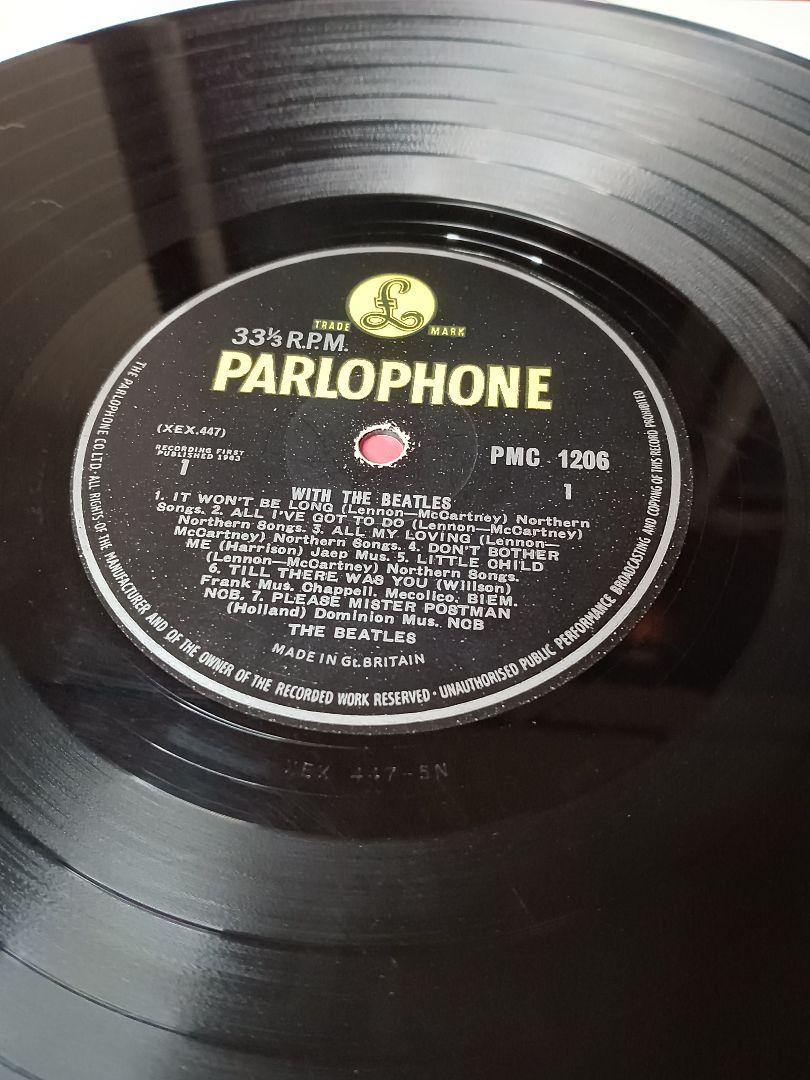 £
TRADE MARK
33⅓ R.P.M.
PARLOPHONE
(XEX.447)
RECORDING FIRST
PUBLISHED 1963
1
PMC 1206
1
WITH THE BEATLES
1. IT WON'T BE LONG (Lennon—McCartney) Northern
Songs. 2. ALL I'VE GOT TO DO (Lennon—McCartney)
Northern Songs. 3. ALL MY LOVING (Lennon—
McCartney) Northern Songs. 4. DON'T BOTHER
ME (Harrison) Jaep Mus. 5. LITTLE CHILD
(Lennon—McCartney) Northern Songs.
6. TILL THERE WAS YOU (Willson)
Frank Mus. Chappell. Mecolico. BIEM.
NCB. 7. PLEASE MISTER POSTMAN
(Holland) Dominion Mus. NCB
THE BEATLES
MADE IN Gt. BRITAIN
THE PARLOPHONE CO. LTD. · ALL RIGHTS OF THE MANUFACTURER AND OF THE OWNER OF THE RECORDED WORK RESERVED · UNAUTHORISED PUBLIC PERFORMANCE BROADCASTING AND COPYING OF THIS RECORD PROHIBITED
XEX 447-5N